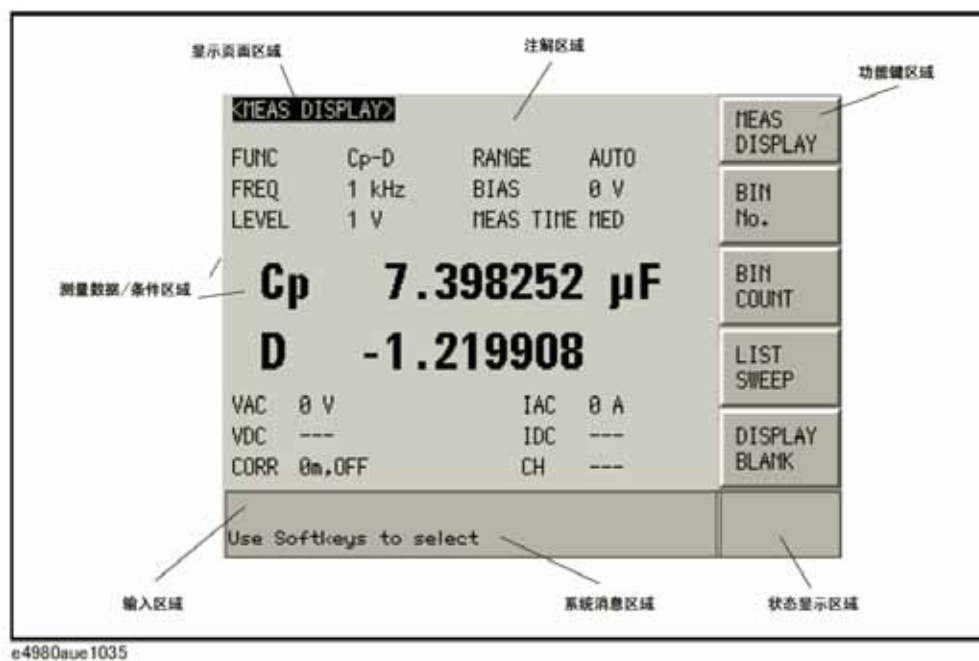 显示页面区域
注解区域
功能键区域
<MEAS DISPLAY>
MEAS DISPLAY
FUNC Cp-D RANGE AUTO
FREQ 1 kHz BIAS 0 V
LEVEL 1 V MEAS TIME MED
BIN No.
测量数据/条件区域
Cp 7.398252 µF
BIN COUNT
D -1.219908
LIST SWEEP
VAC 0 V IAC 0 A
VDC --- IDC ---
CORR 0m,OFF CH ---
DISPLAY BLANK
Use Softkeys to select
输入区域
系统消息区域
状态显示区域
e4980aue1035